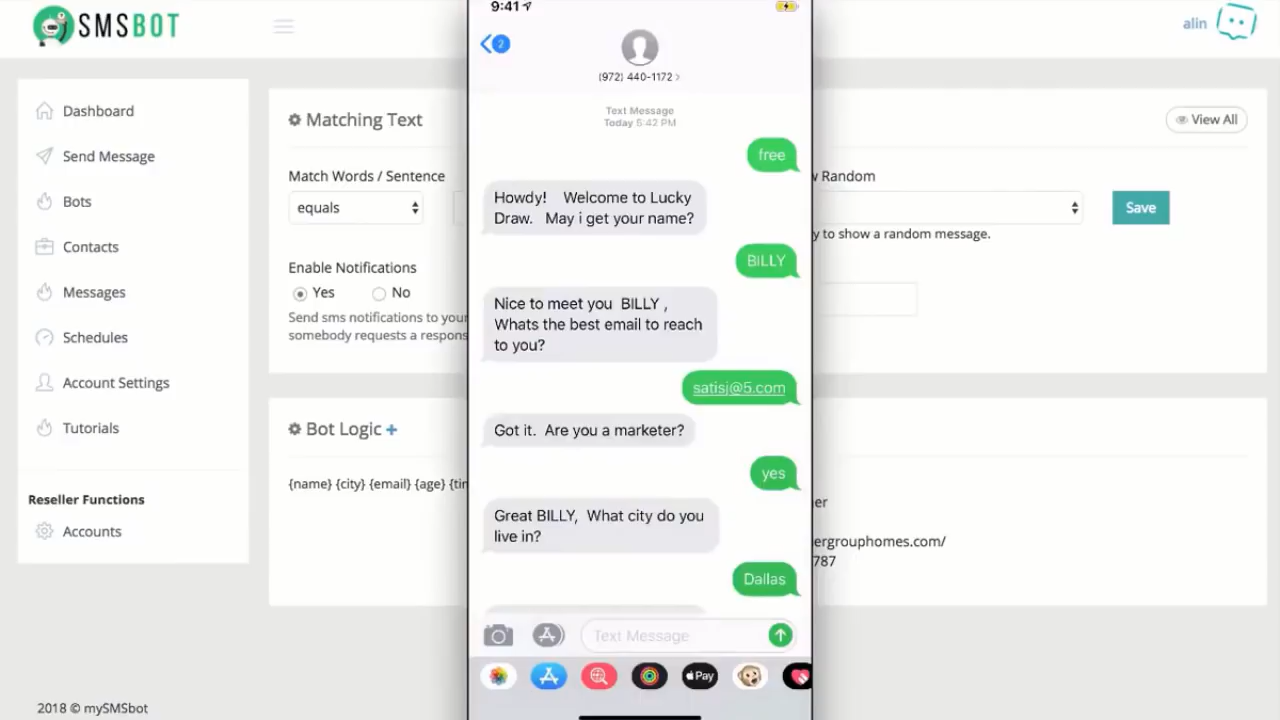 SMSBOT
alin
Dashboard
Send Message
Bots
Contacts
Messages
Schedules
Account Settings
Tutorials
Reseller Functions
Accounts
2018 © mySMSbot
Matching Text
View All
Match Words / Sentence
equals
Random
Save
y to show a random message.
Enable Notifications
Yes
No
Send sms notifications to your
somebody requests a respons
Bot Logic +
{name} {city} {email} {age} {tir
er
ergrouphomes.com/
787
9:41
2
(972) 440-1172 >
Text Message
Today 5:42 PM
free
Howdy! Welcome to Lucky
Draw. May i get your name?
BILLY
Nice to meet you BILLY ,
Whats the best email to reach
to you?
satisj@5.com
Got it. Are you a marketer?
yes
Great BILLY, What city do you
live in?
Dallas
Text Message
Pay